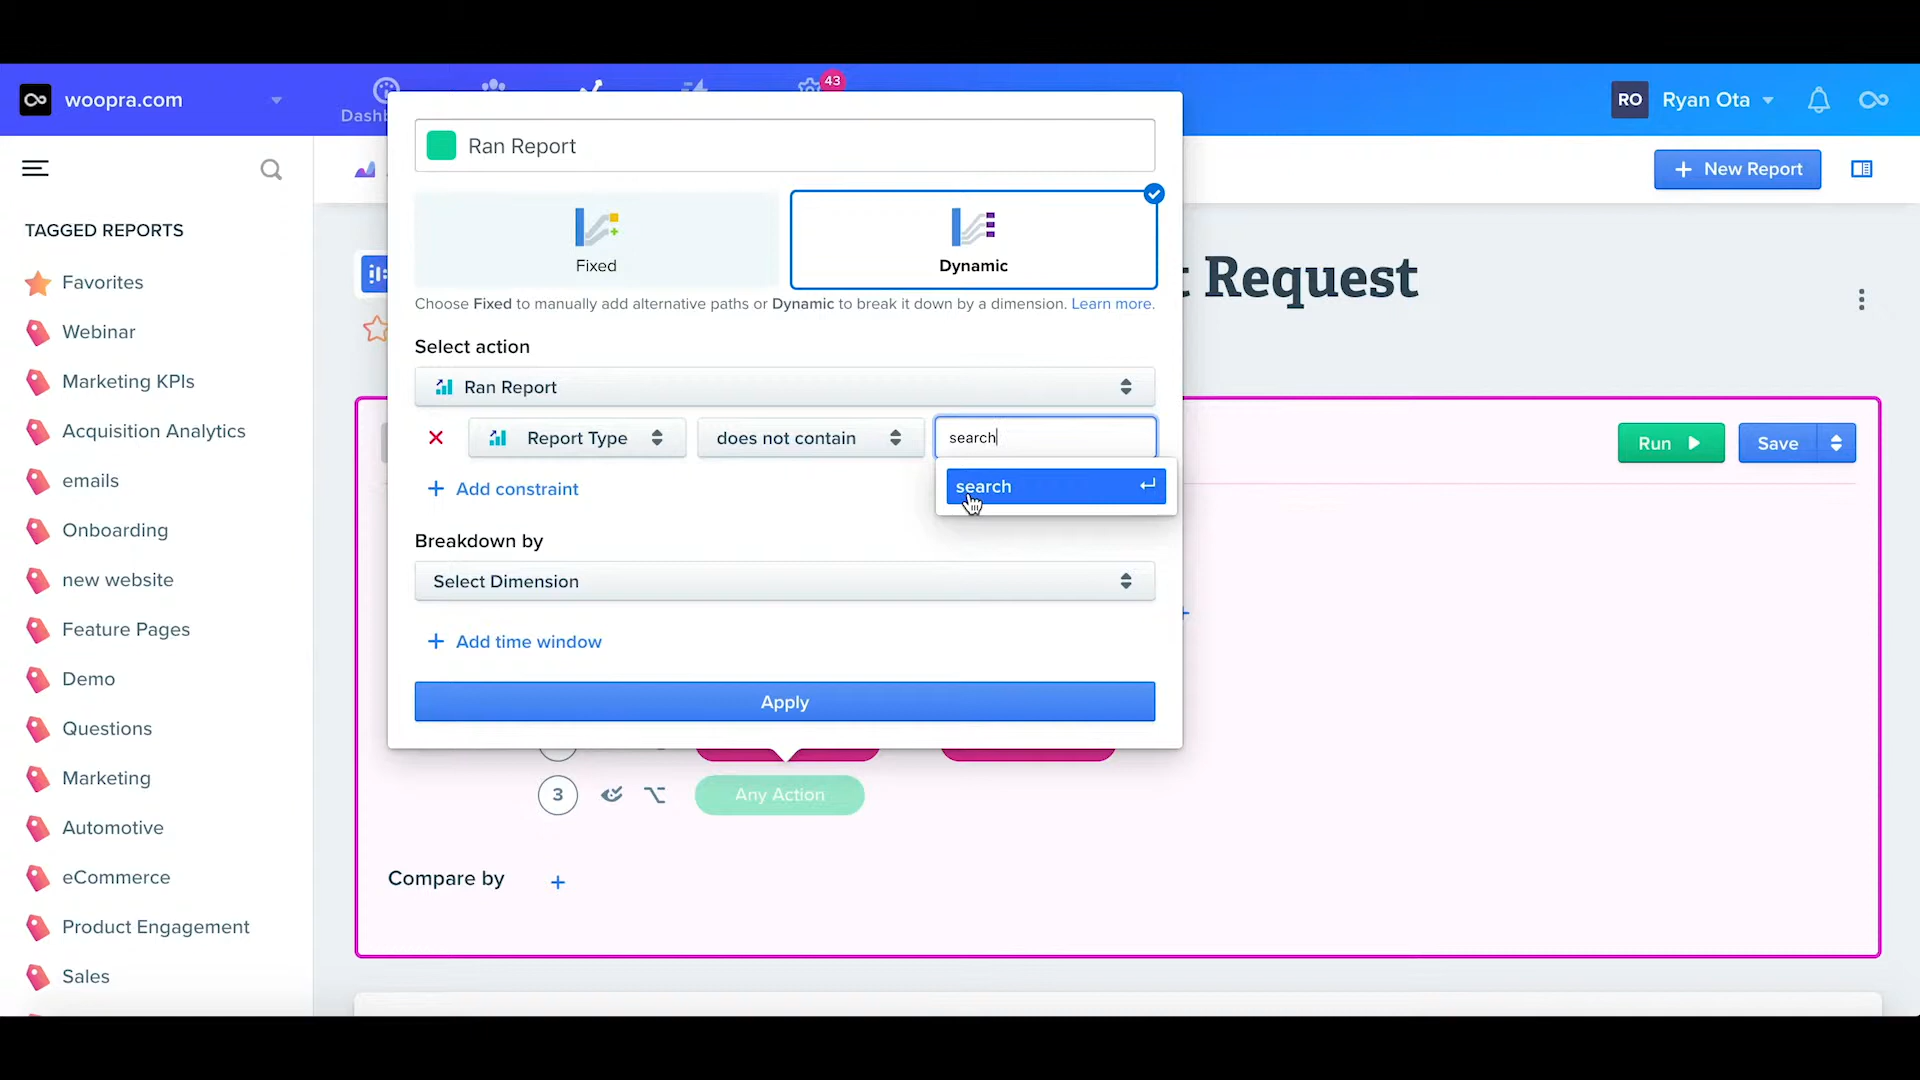 woopra.com
Dashb
43
RO
Ryan Ota
New Report
TAGGED REPORTS
Favorites
Webinar
Marketing KPIs
Acquisition Analytics
emails
Onboarding
new website
Feature Pages
Demo
Questions
Marketing
Automotive
eCommerce
Product Engagement
Sales
t Request
Ran Report
Fixed
Dynamic
Choose Fixed to manually add alternative paths or Dynamic to break it down by a dimension. Learn more.
Select action
Ran Report
Report Type
does not contain
search
search
+ Add constraint
Breakdown by
Select Dimension
+ Add time window
Apply
Run
Save
3
Any Action
Compare by
+